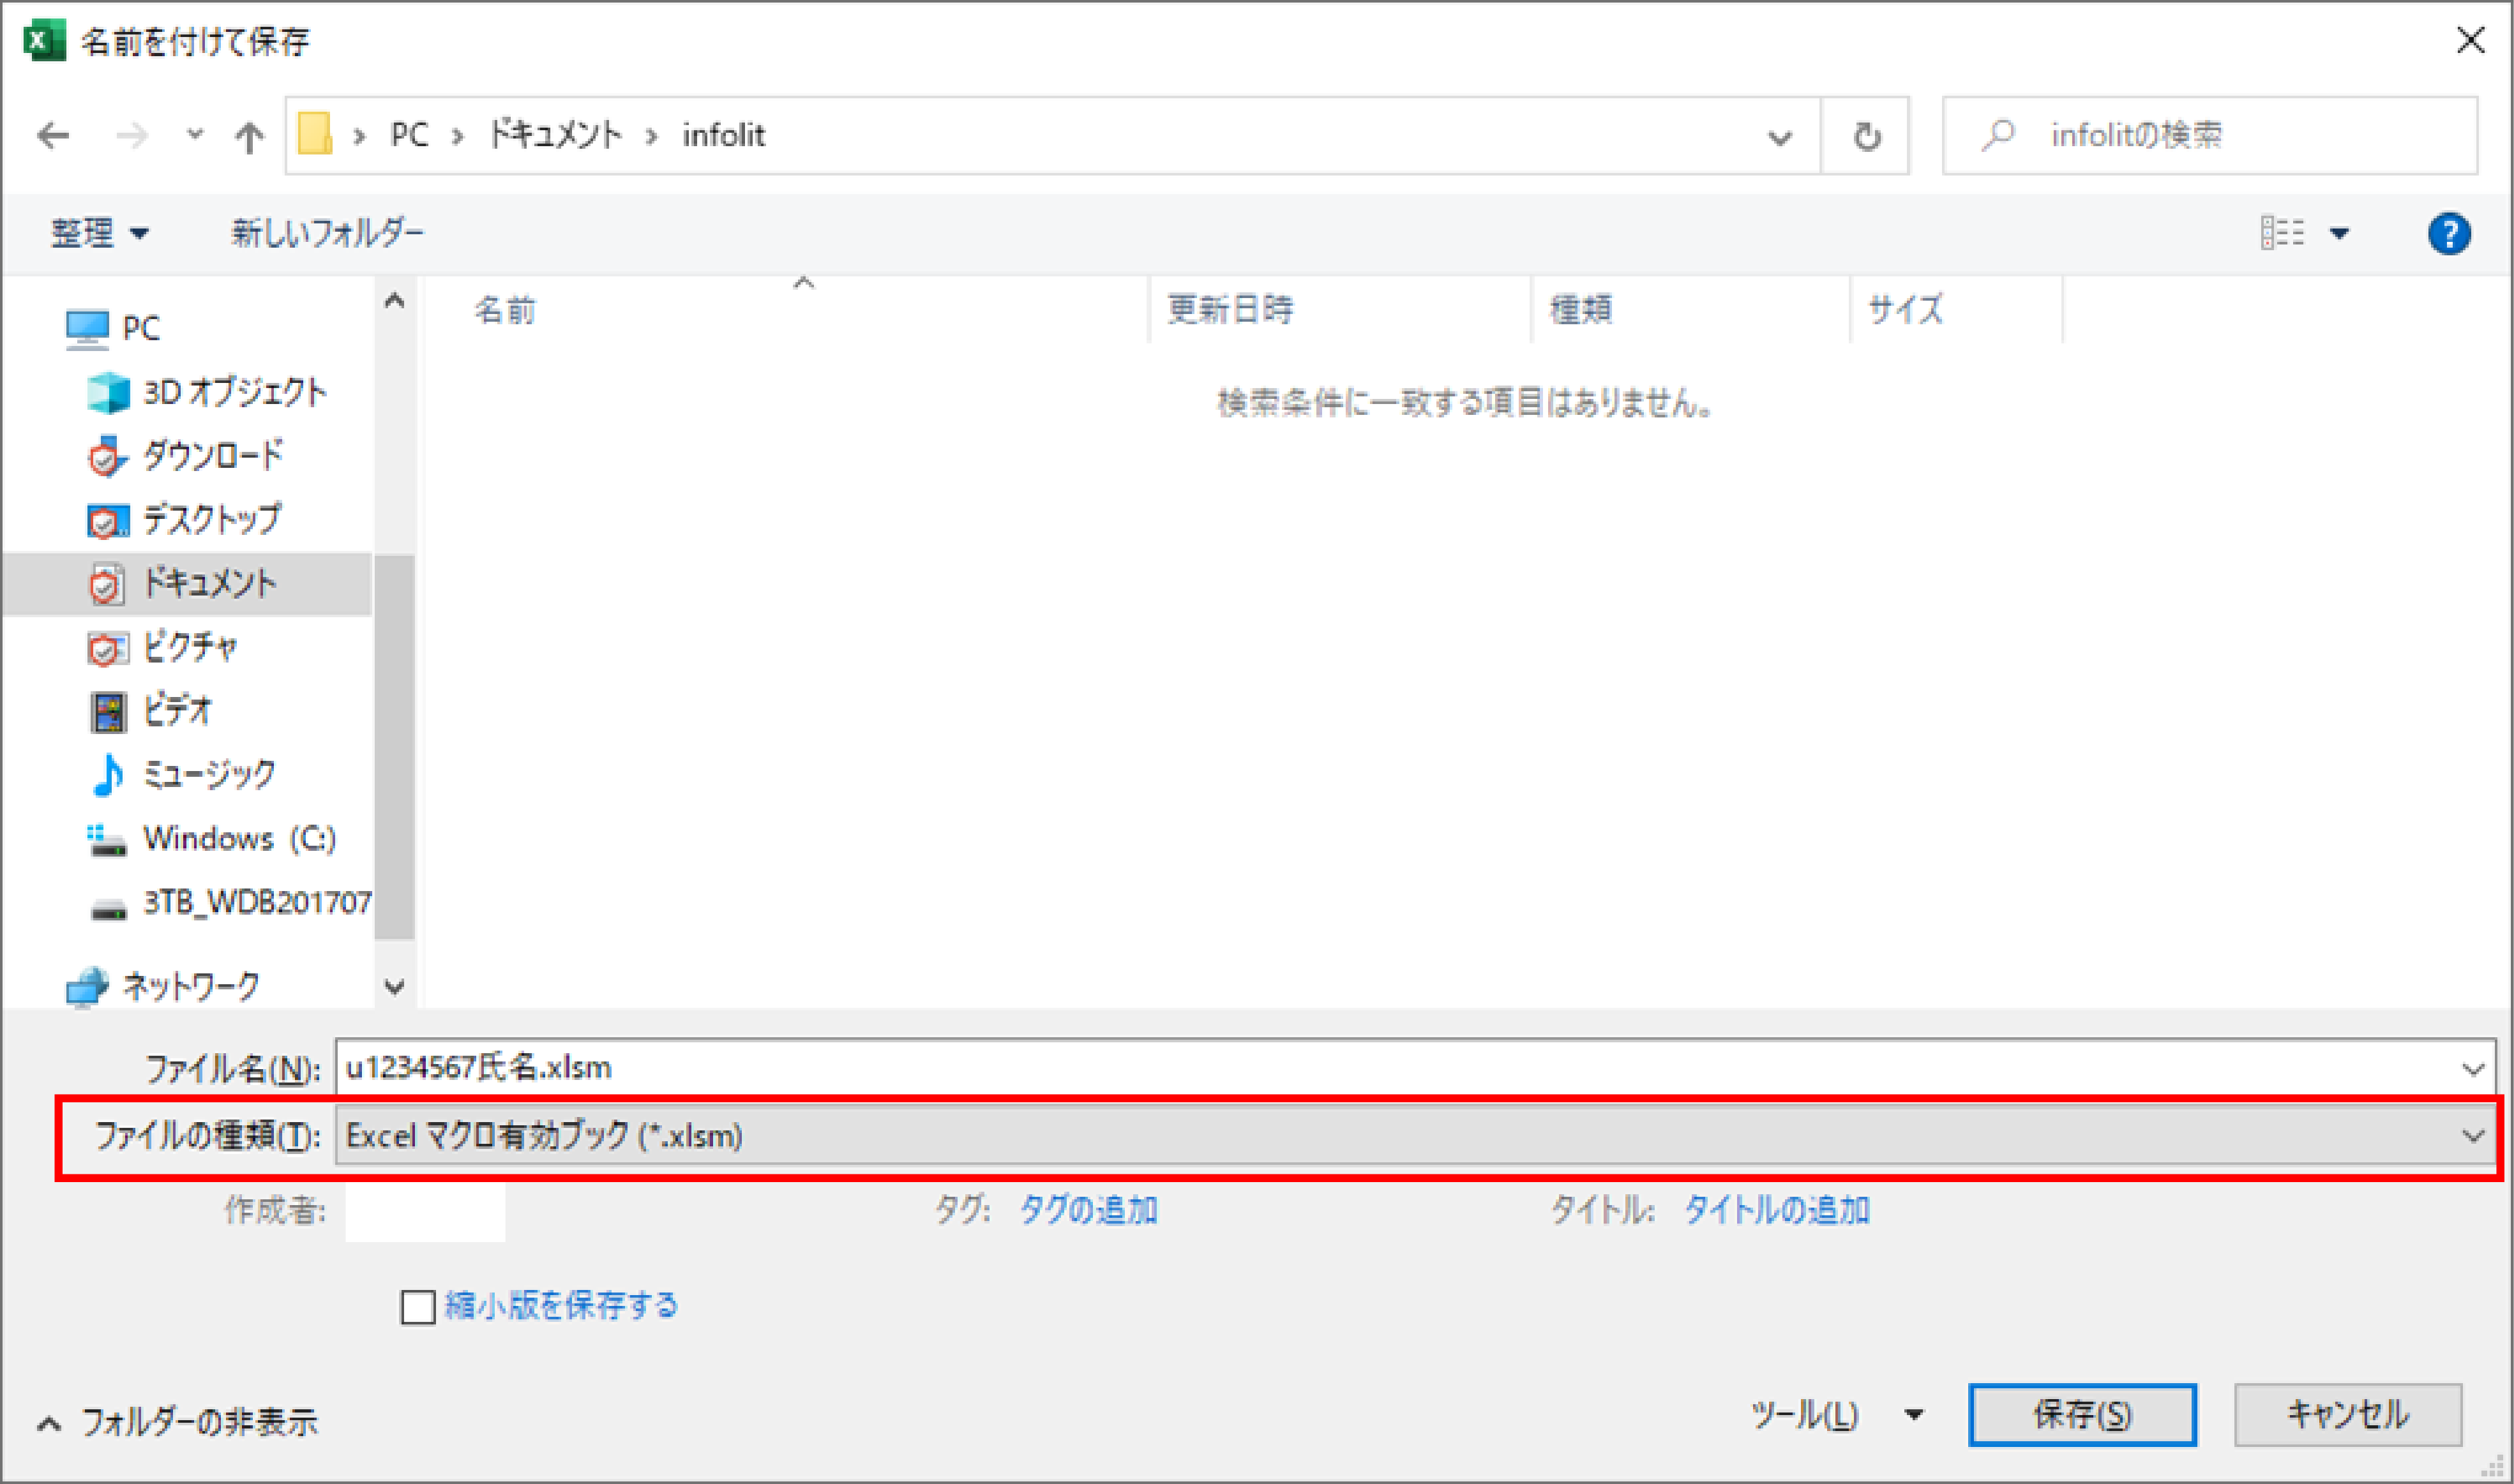 名前を付けて保存
PC › ドキュメント › infolit
infolitの検索
整理
新しいフォルダー
PC
3D オブジェクト
ダウンロード
デスクトップ
ドキュメント
ピクチャ
ビデオ
ミュージック
Windows (C:)
3TB_WDB201707
ネットワーク
名前 更新日時 種類 サイズ
検索条件に一致する項目はありません。
ファイル名(N): u1234567氏名.xlsm
ファイルの種類(T): Excel マクロ有効ブック (*.xlsm)
作成者: タグ: タグの追加 タイトル: タイトルの追加
縮小版を保存する
フォルダーの非表示
ツール(L) 保存(S) キャンセル